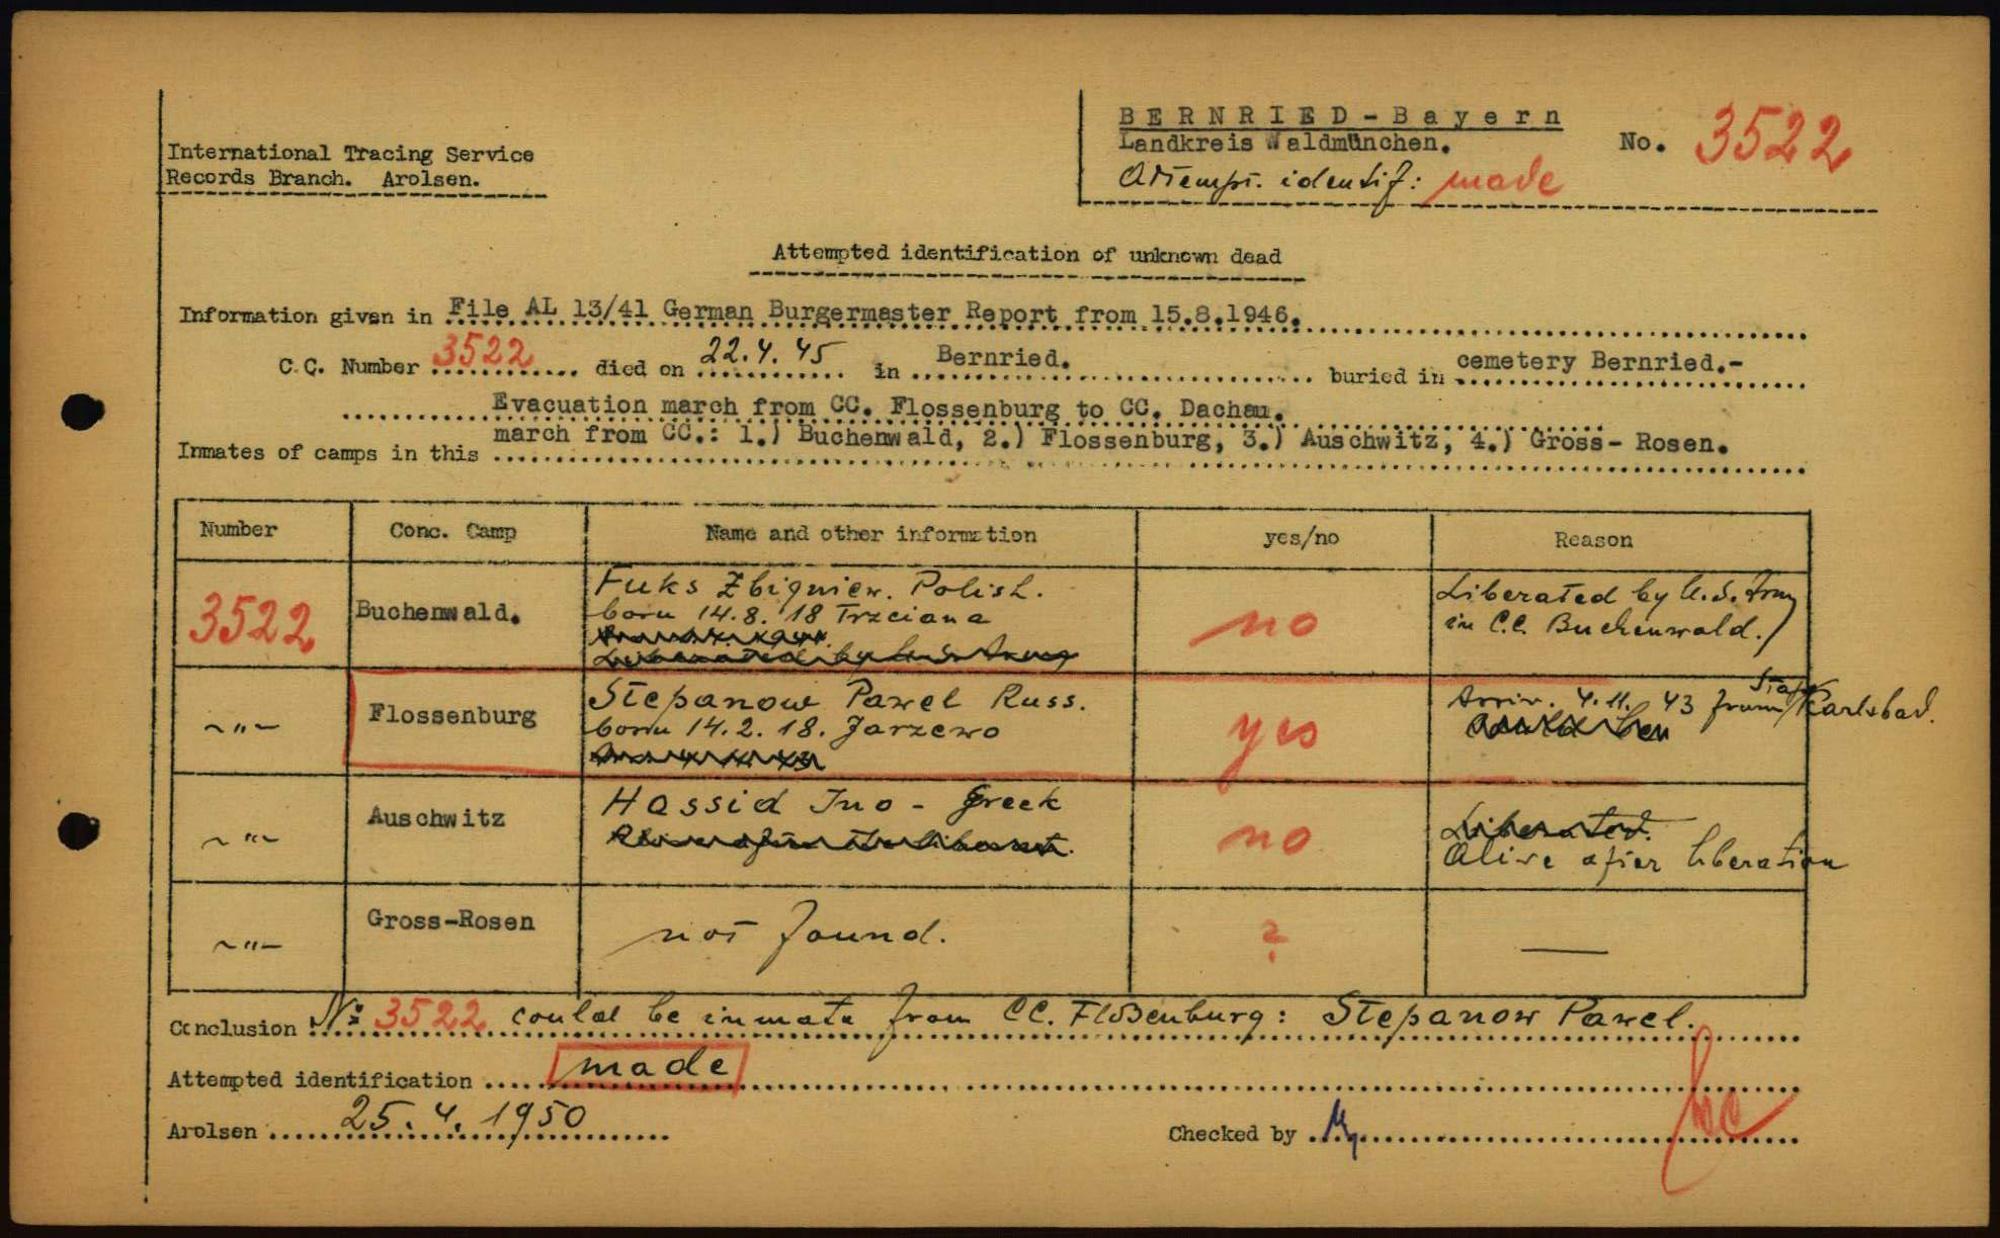 International Tracing Service
Records Branch. Arolsen.
BERNRIED-Bayern
Landkreis Waldmünchen.
Attempt. identif: made
No. 3522
Attempted identification of unknown dead
Information given in File AL 13/41 German Burgermaster Report from 15.8.1946.
C.C. Number 3522 died on 22.4.45 in Bernried. buried in cemetery Bernried.-
Evacuation march from CC. Flossenburg to CC. Dachau.
Inmates of camps in this march from CC.: 1.) Buchenwald, 2.) Flossenburg, 3.) Auschwitz, 4.) Gross-Rosen.
Number Conc. Camp Name and other information yes/no Reason
3522 Buchenwald. Fuks Zbigniew. Polish. no Liberated by U.S. Army
born 14.8.18 Trzciana in C.C. Buchenwald.
Liberated by U.S. Army
~"~ Flossenburg Stepanow Pawel Russ. yes Arriv. 4.11.43 from Karlsbad.
born 14.2.18. Jarzewo
~"~ Auschwitz Hassid Ino - Greek no Liberated.
Alive after liberation
~"~ Gross-Rosen not found. ? —
Conclusion No 3522 could be inmate from CC. Floßenburg: Stepanow Pawel.
Attempted identification made
Arolsen 25.4.1950
Checked by